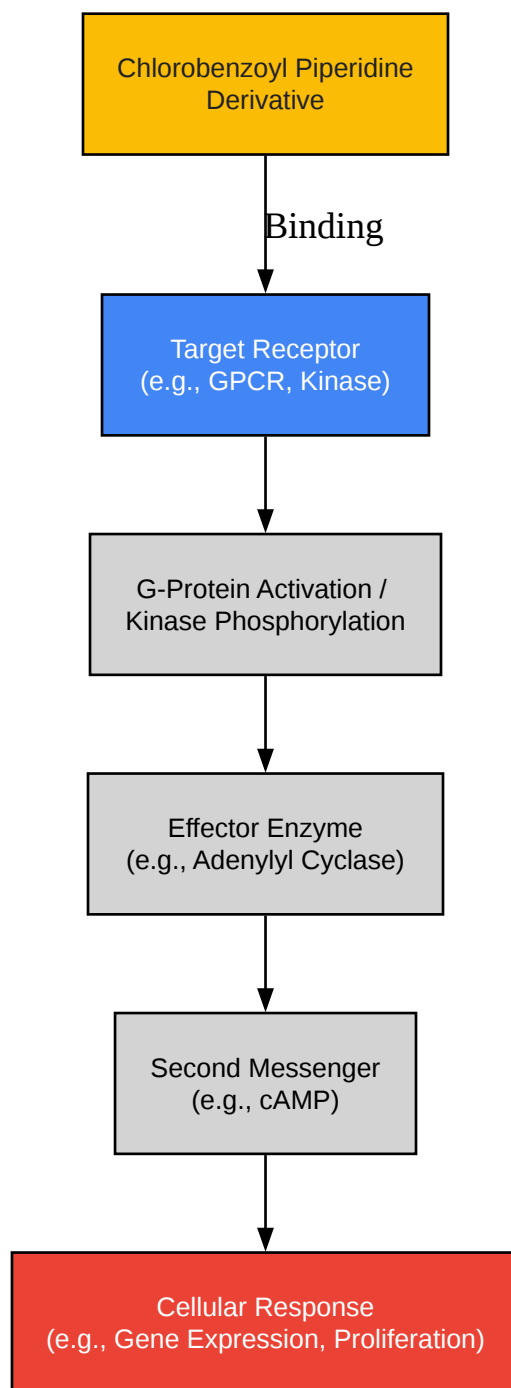 Chlorobenzoyl Piperidine
Derivative
Binding
Target Receptor
(e.g., GPCR, Kinase)
G-Protein Activation /
Kinase Phosphorylation
Effector Enzyme
(e.g., Adenylyl Cyclase)
Second Messenger
(e.g., cAMP)
Cellular Response
(e.g., Gene Expression, Proliferation)